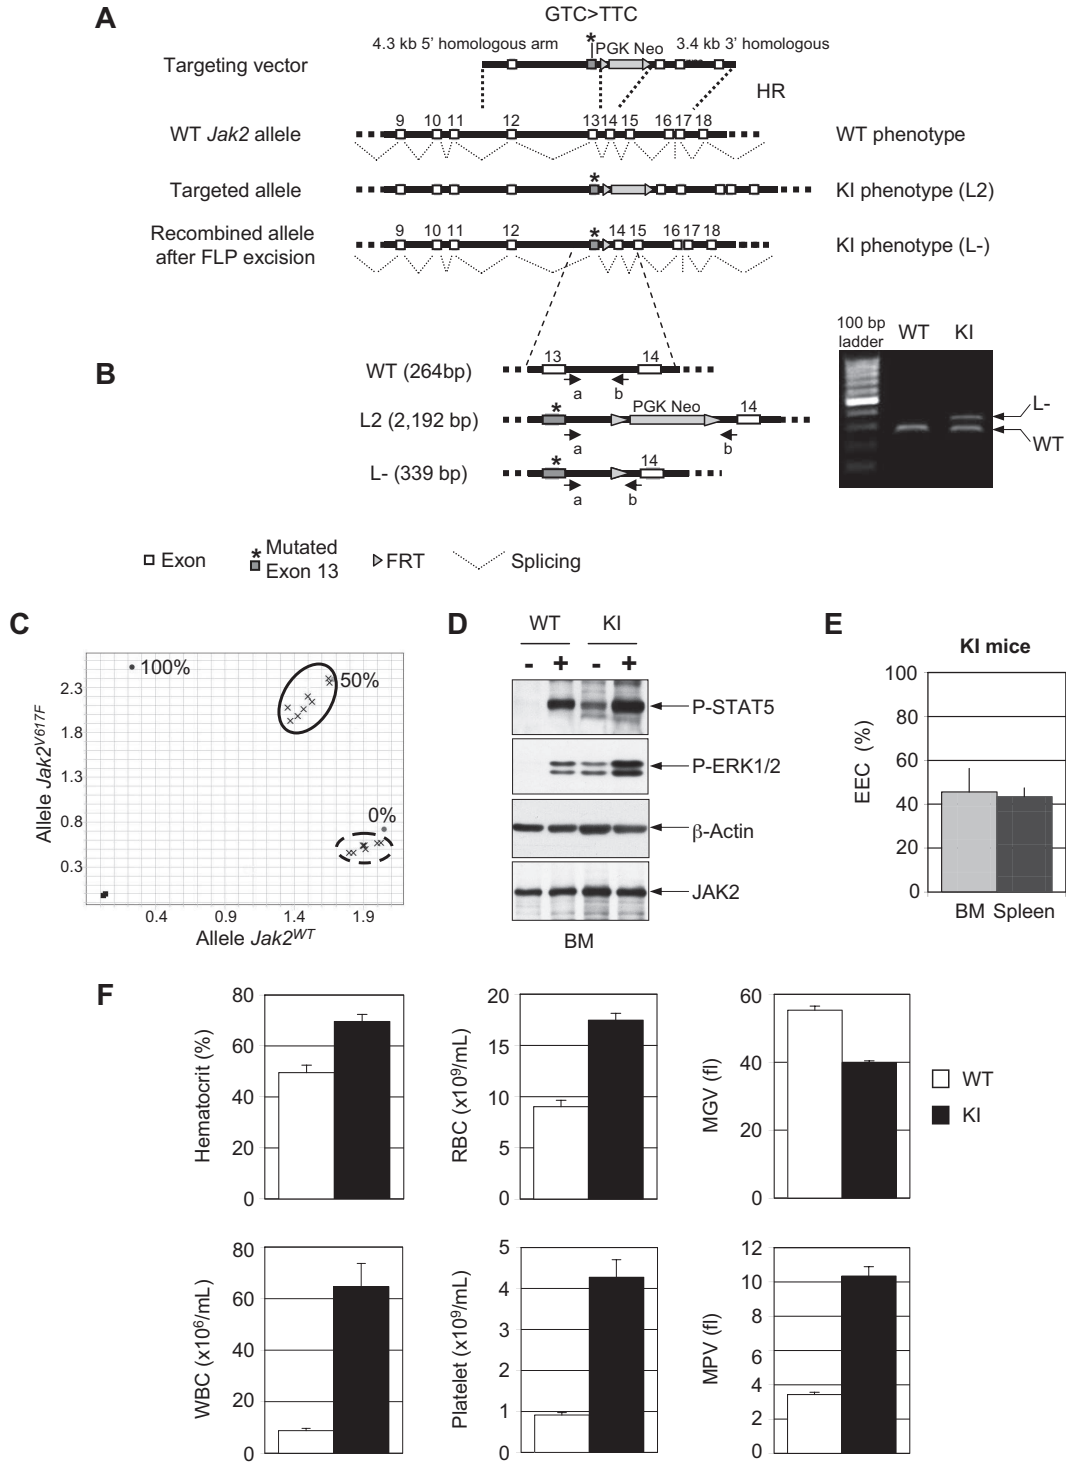 A
GTC>TTC
*
4.3 kb 5’ homologous arm
PGK Neo
3.4 kb 3’ homologous
Targeting vector
HR
9 10 11 12 13 14 15 16 17 18
WT Jak2 allele
WT phenotype
*
Targeted allele
KI phenotype (L2)
Recombined allele
after FLP excision
9 10 11 12 * 14 15 16 17 18
KI phenotype (L-)
100 bp
ladder
WT KI
L-
WT
B
WT (264bp)
13 14
a b
L2 (2,192 bp)
* PGK Neo 14
a b
L- (339 bp)
* 14
a b
Exon
* Mutated
Exon 13
FRT
Splicing
C
100%
50%
0%
2.3
1.8
1.3
0.8
0.3
0.4 0.9 1.4 1.9
Allele Jak2V617F
Allele Jak2WT
D
WT KI
- + - +
P-STAT5
P-ERK1/2
β-Actin
JAK2
BM
E
KI mice
EEC (%)
100
80
60
40
20
0
BM Spleen
F
Hematocrit (%)
80
60
40
20
0
RBC (x10⁹/mL)
20
15
10
5
0
MGV (fl)
60
40
20
0
WT
KI
WBC (x10⁶/mL)
80
60
40
20
0
Platelet (x10⁹/mL)
5
4
3
2
1
0
MPV (fl)
12
10
8
6
4
2
0